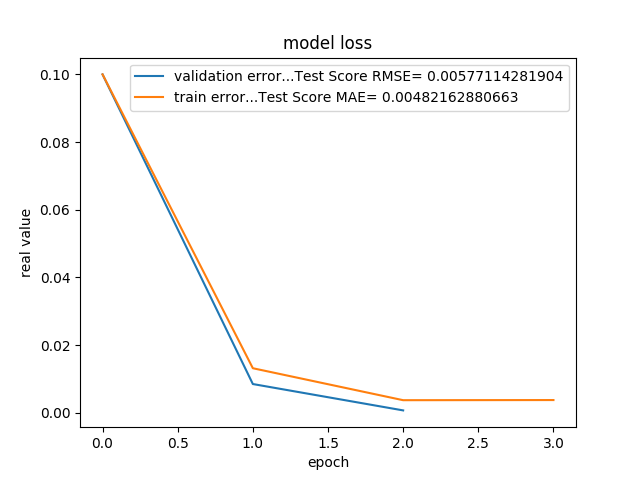 model loss
validation error...Test Score RMSE= 0.00577114281904
train error...Test Score MAE= 0.00482162880663
0.10
0.08
0.06
0.04
0.02
0.00
real value
0.0 0.5 1.0 1.5 2.0 2.5 3.0
epoch